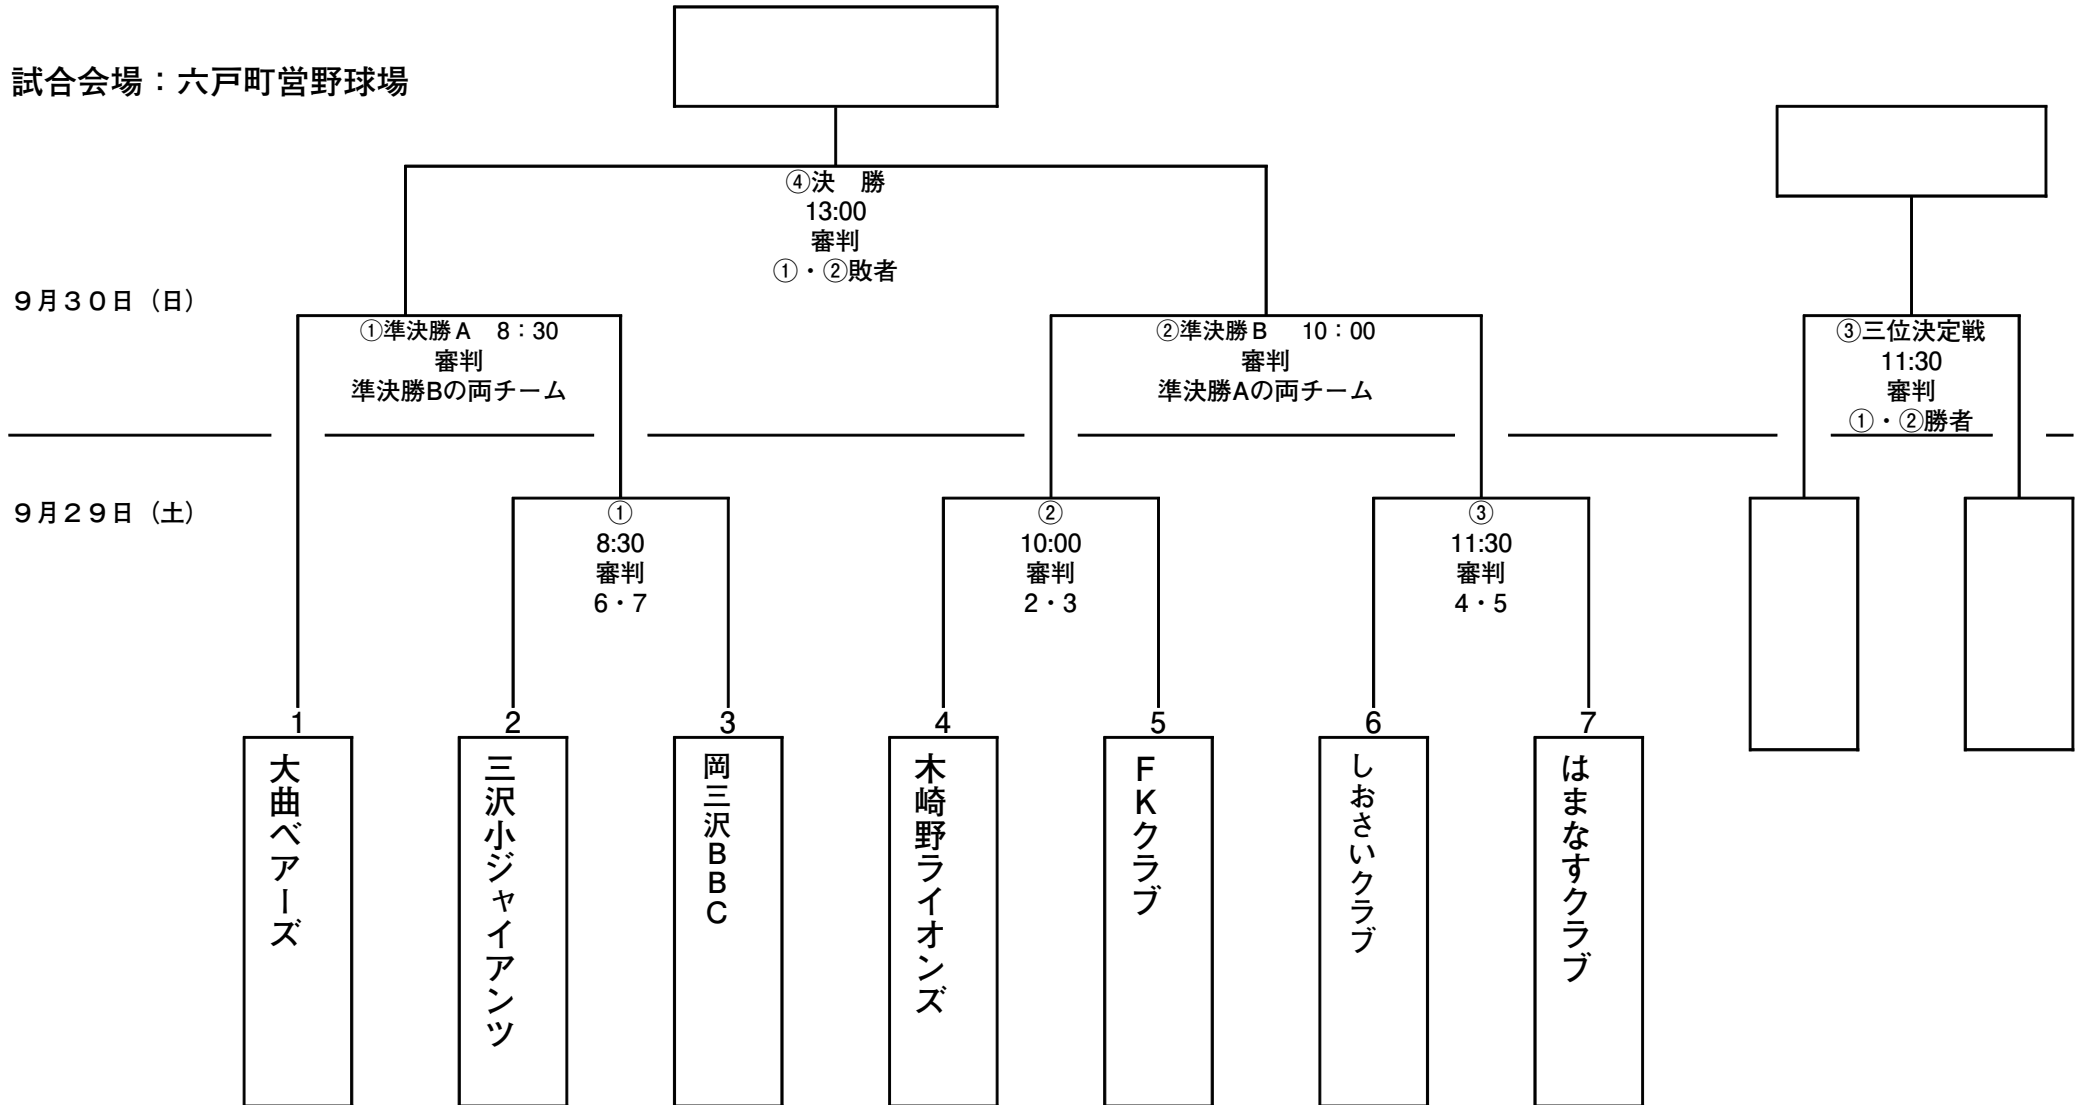 試合会場：六戸町営野球場
④決　勝
13:00
審判
①・②敗者
９月３０日（日）
①準決勝Ａ　８：30
審判
準決勝Bの両チーム
②準決勝Ｂ　10：00
審判
準決勝Aの両チーム
③三位決定戦
11:30
審判
①・②勝者
９月２９日（土）
①
8:30
審判
6・7
②
10:00
審判
2・3
③
11:30
審判
4・5
1
2
3
4
5
6
7
大曲ベアーズ
三沢小ジャイアンツ
岡三沢ＢＢＣ
木崎野ライオンズ
ＦＫクラブ
しおさいクラブ
はまなすクラブ